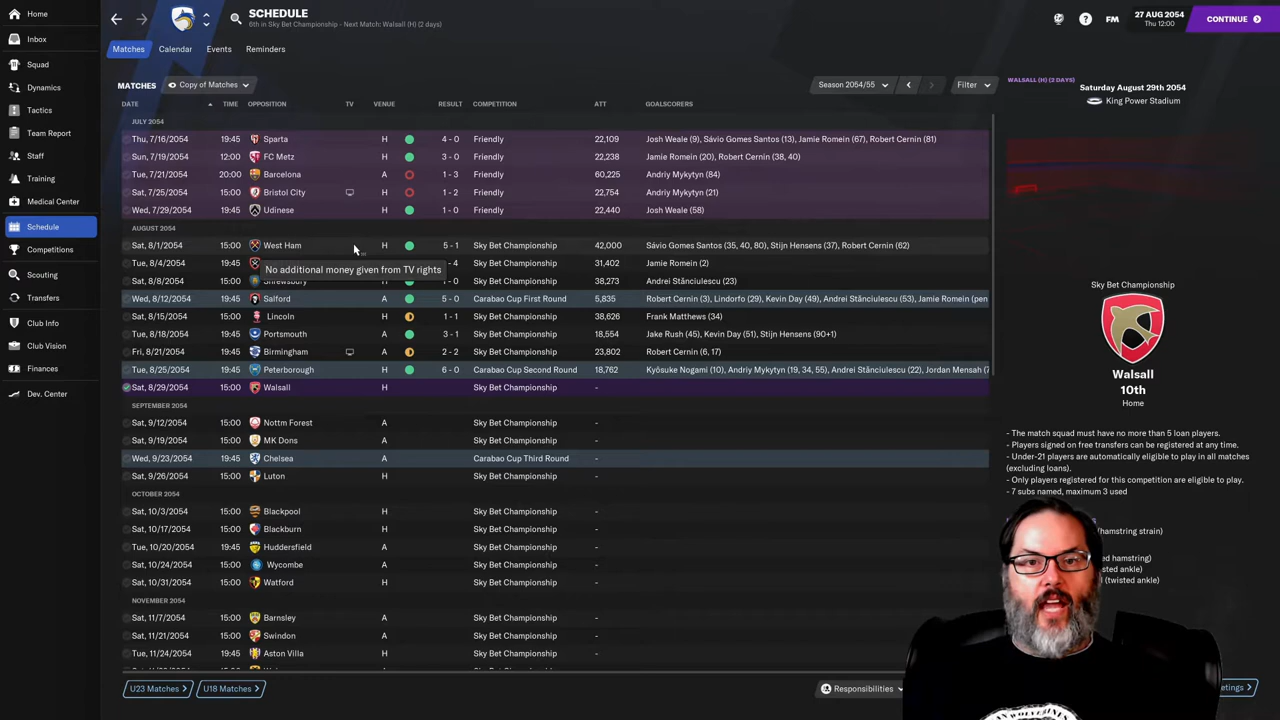 Home
SCHEDULE
6th in Sky Bet Championship - Next Match: Walsall (H) (2 days)
FM
27 AUG 2054
Thu 12:00
CONTINUE
Inbox
Squad
Dynamics
Tactics
Team Report
Staff
Training
Medical Center
Schedule
Competitions
Scouting
Transfers
Club Info
Club Vision
Finances
Dev. Center
Matches Calendar Events Reminders
MATCHES Copy of Matches Season 2054/55 Filter
DATE TIME OPPOSITION TV VENUE RESULT COMPETITION ATT GOALSCORERS
JULY 2054
Thu, 7/16/2054 19:45 Sparta H 4 - 0 Friendly 22,109 Josh Weale (9), Sávio Gomes Santos (13), Jamie Romein (67), Robert Cernin (81)
Sun, 7/19/2054 12:00 FC Metz H 3 - 0 Friendly 22,238 Jamie Romein (20), Robert Cernin (38, 40)
Tue, 7/21/2054 20:00 Barcelona A 1 - 3 Friendly 60,225 Andriy Mykytyn (84)
Sat, 7/25/2054 15:00 Bristol City H 1 - 2 Friendly 22,754 Andriy Mykytyn (21)
Wed, 7/29/2054 19:45 Udinese H 1 - 0 Friendly 22,440 Josh Weale (58)
AUGUST 2054
Sat, 8/1/2054 15:00 West Ham H 5 - 1 Sky Bet Championship 42,000 Sávio Gomes Santos (35, 40, 80), Stijn Hensens (37), Robert Cernin (62)
Tue, 8/4/2054 19:45 - 4 Sky Bet Championship 31,402 Jamie Romein (2)
No additional money given from TV rights
Sat, 8/8/2054 15:00 Shrewsbury - 0 Sky Bet Championship 38,273 Andrei Stănciulescu (23)
Wed, 8/12/2054 19:45 Salford A 5 - 0 Carabao Cup First Round 5,835 Robert Cernin (3), Lindorfo (29), Kevin Day (49), Andrei Stănciulescu (53), Jamie Romein (pen
Sat, 8/15/2054 15:00 Lincoln H 1 - 1 Sky Bet Championship 38,626 Frank Matthews (34)
Tue, 8/18/2054 19:45 Portsmouth A 3 - 1 Sky Bet Championship 18,554 Jake Rush (45), Kevin Day (51), Stijn Hensens (90+1)
Fri, 8/21/2054 19:45 Birmingham A 2 - 2 Sky Bet Championship 23,802 Robert Cernin (6, 17)
Tue, 8/25/2054 19:45 Peterborough H 6 - 0 Carabao Cup Second Round 18,762 Kyōsuke Nogami (10), Andriy Mykytyn (19, 34, 55), Andrei Stănciulescu (22), Jordan Mensah (7
Sat, 8/29/2054 15:00 Walsall H Sky Bet Championship -
SEPTEMBER 2054
Sat, 9/12/2054 15:00 Nottm Forest A Sky Bet Championship -
Sat, 9/19/2054 15:00 MK Dons A Sky Bet Championship -
Wed, 9/23/2054 19:45 Chelsea A Carabao Cup Third Round -
Sat, 9/26/2054 15:00 Luton H Sky Bet Championship -
OCTOBER 2054
Sat, 10/3/2054 15:00 Blackpool H Sky Bet Championship -
Sat, 10/17/2054 15:00 Blackburn H Sky Bet Championship -
Tue, 10/20/2054 19:45 Huddersfield A Sky Bet Championship -
Sat, 10/24/2054 15:00 Wycombe A Sky Bet Championship -
Sat, 10/31/2054 15:00 Watford H Sky Bet Championship -
NOVEMBER 2054
Sat, 11/7/2054 15:00 Barnsley A Sky Bet Championship -
Sat, 11/21/2054 15:00 Swindon A Sky Bet Championship -
Tue, 11/24/2054 19:45 Aston Villa H Sky Bet Championship -
U23 Matches U18 Matches Responsibilities
WALSALL (H) (2 DAYS)
Saturday August 29th 2054
King Power Stadium
Sky Bet Championship
Walsall
10th
Home
- The match squad must have no more than 5 loan players.
- Players signed on free transfers can be registered at any time.
- Under-21 players are automatically eligible to play in all matches
(excluding loans).
- Only players registered for this competition are eligible to play.
- 7 subs named, maximum 3 used
(hamstring strain)
hamstring)
ankle)
(twisted ankle)